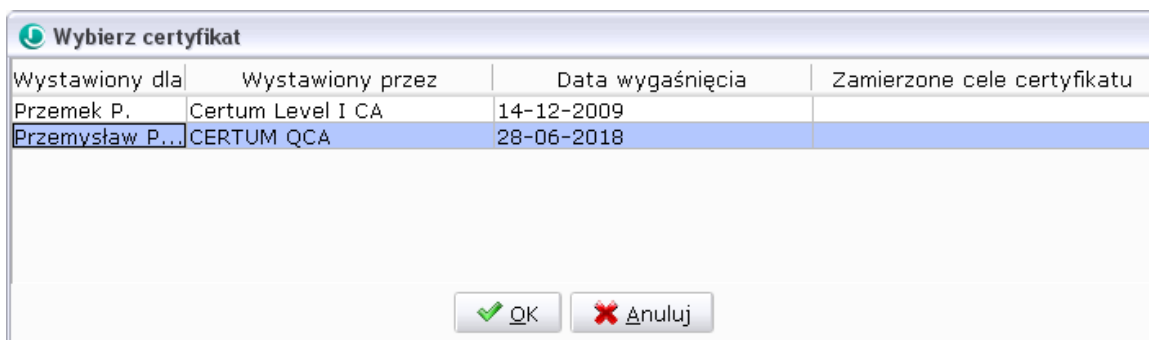 Wybierz certyfikat
Wystawiony dla Wystawiony przez Data wygaśnięcia Zamierzone cele certyfikatu
Przemek P. Certum Level I CA 14-12-2009
Przemysław P... CERTUM QCA 28-06-2018
OK Anuluj